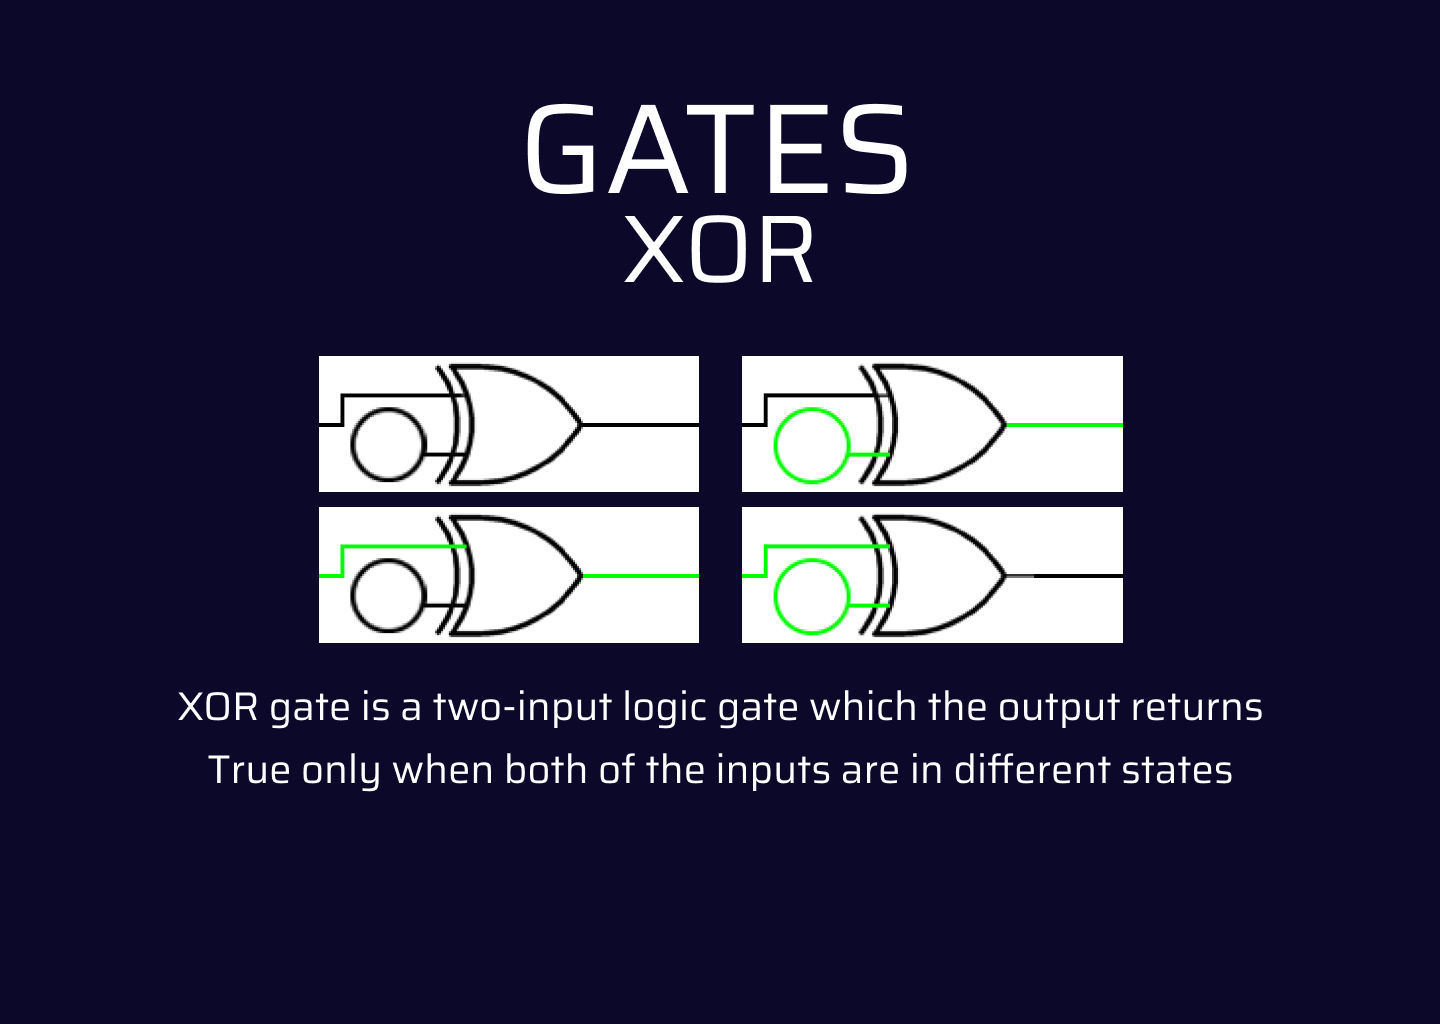 GATES
XOR
XOR gate is a two-input logic gate which the output returns
True only when both of the inputs are in different states